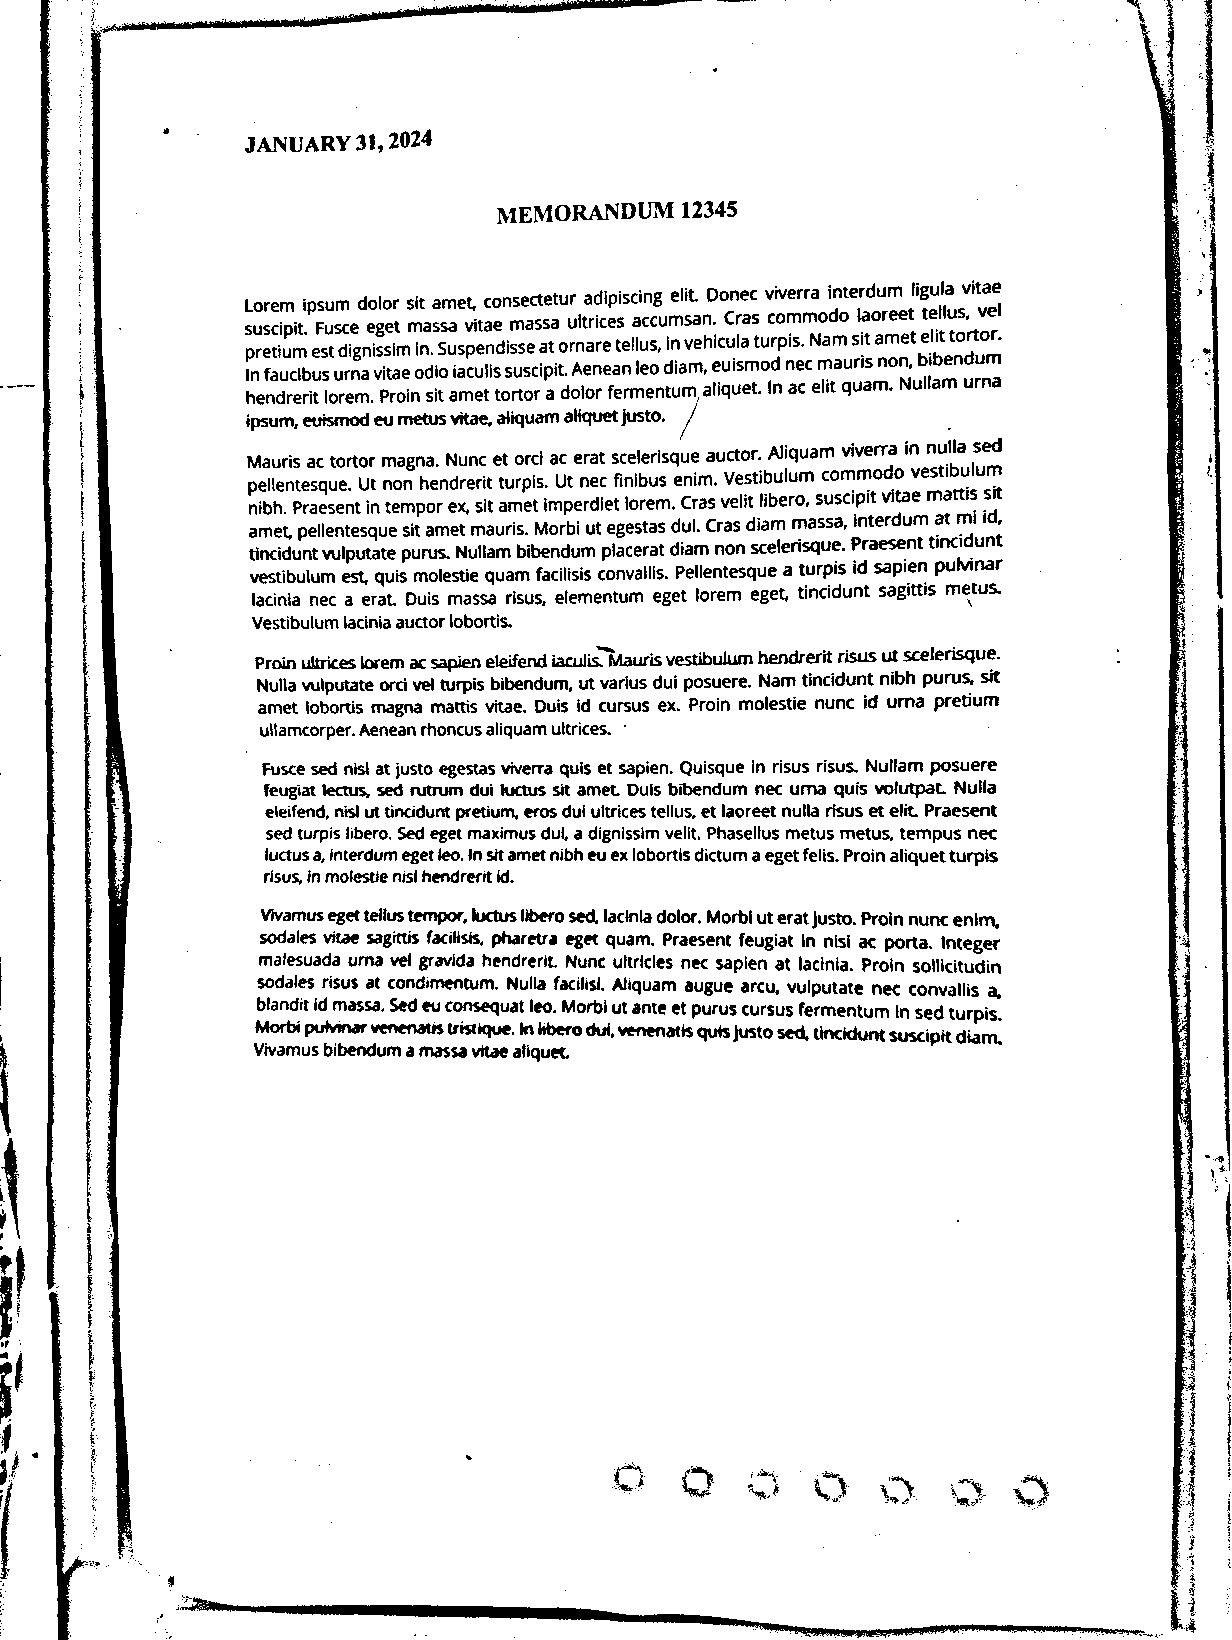 JANUARY 31, 2024
MEMORANDUM 12345
Lorem ipsum dolor sit amet, consectetur adipiscing elit. Donec viverra interdum ligula vitae
suscipit. Fusce eget massa vitae massa ultrices accumsan. Cras commodo laoreet tellus, vel
pretium est dignissim in. Suspendisse at ornare tellus, in vehicula turpis. Nam sit amet elit tortor.
In faucibus urna vitae odio iaculis suscipit. Aenean leo diam, euismod nec mauris non, bibendum
hendrerit lorem. Proin sit amet tortor a dolor fermentum aliquet. In ac elit quam. Nullam urna
ipsum, euismod eu metus vitae, aliquam aliquet justo.
Mauris ac tortor magna. Nunc et orci ac erat scelerisque auctor. Aliquam viverra in nulla sed
pellentesque. Ut non hendrerit turpis. Ut nec finibus enim. Vestibulum commodo vestibulum
nibh. Praesent in tempor ex, sit amet imperdiet lorem. Cras velit libero, suscipit vitae mattis sit
amet, pellentesque sit amet mauris. Morbi ut egestas dui. Cras diam massa, interdum at mi id,
tincidunt vulputate purus. Nullam bibendum placerat diam non scelerisque. Praesent tincidunt
vestibulum est, quis molestie quam facilisis convallis. Pellentesque a turpis id sapien pulvinar
lacinia nec a erat. Duis massa risus, elementum eget lorem eget, tincidunt sagittis metus.
Vestibulum lacinia auctor lobortis.
Proin ultrices lorem ac sapien eleifend iaculis. Mauris vestibulum hendrerit risus ut scelerisque.
Nulla vulputate orci vel turpis bibendum, ut varius dui posuere. Nam tincidunt nibh purus, sit
amet lobortis magna mattis vitae. Duis id cursus ex. Proin molestie nunc id urna pretium
ullamcorper. Aenean rhoncus aliquam ultrices.
Fusce sed nisl at justo egestas viverra quis et sapien. Quisque in risus risus. Nullam posuere
feugiat lectus, sed rutrum dui luctus sit amet. Duis bibendum nec urna quis volutpat. Nulla
eleifend, nisl ut tincidunt pretium, eros dui ultrices tellus, et laoreet nulla risus et elit. Praesent
sed turpis libero. Sed eget maximus dui, a dignissim velit. Phasellus metus metus, tempus nec
luctus a, interdum eget leo. In sit amet nibh eu ex lobortis dictum a eget felis. Proin aliquet turpis
risus, in molestie nisl hendrerit id.
Vivamus eget tellus tempor, luctus libero sed, lacinia dolor. Morbi ut erat justo. Proin nunc enim,
sodales vitae sagittis facilisis, pharetra eget quam. Praesent feugiat in nisi ac porta. Integer
malesuada urna vel gravida hendrerit. Nunc ultricies nec sapien at lacinia. Proin sollicitudin
sodales risus at condimentum. Nulla facilisi. Aliquam augue arcu, vulputate nec convallis a,
blandit id massa. Sed eu consequat leo. Morbi ut ante et purus cursus fermentum in sed turpis.
Morbi pulvinar venenatis tristique. In libero dui, venenatis quis justo sed, tincidunt suscipit diam.
Vivamus bibendum a massa vitae aliquet.